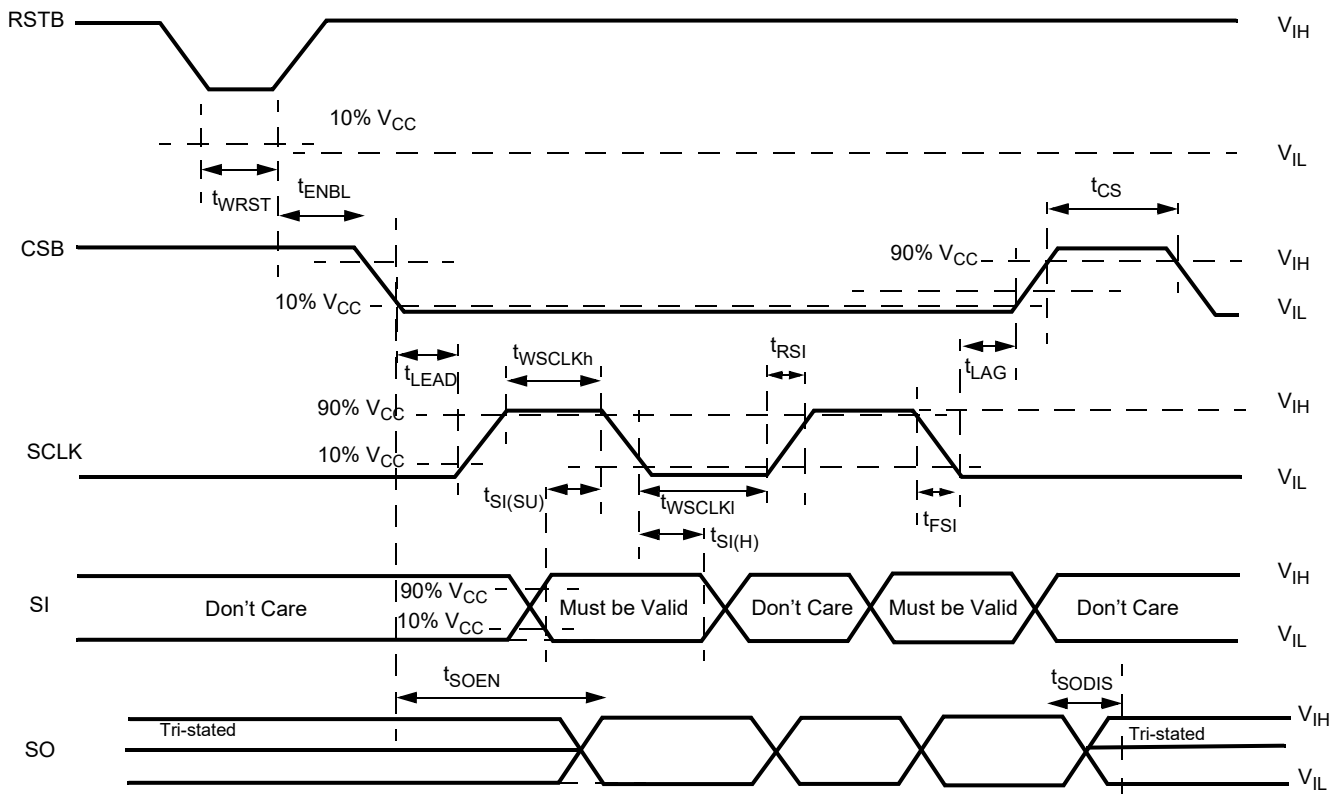 RSTB
V_IH
10% V_CC
V_IL
t_WRST
t_ENBL
t_CS
CSB
90% V_CC
V_IH
10% V_CC
V_IL
t_LEAD
t_WSCLKh
t_RSI
t_LAG
90% V_CC
V_IH
SCLK
10% V_CC
V_IL
t_SI(SU)
t_WSCLKl
t_FSI
t_SI(H)
V_IH
SI
Don't Care
90% V_CC
10% V_CC
Must be Valid
Don't Care
Must be Valid
Don't Care
V_IL
t_SOEN
t_SODIS
V_IH
SO
Tri-stated
Tri-stated
V_IL